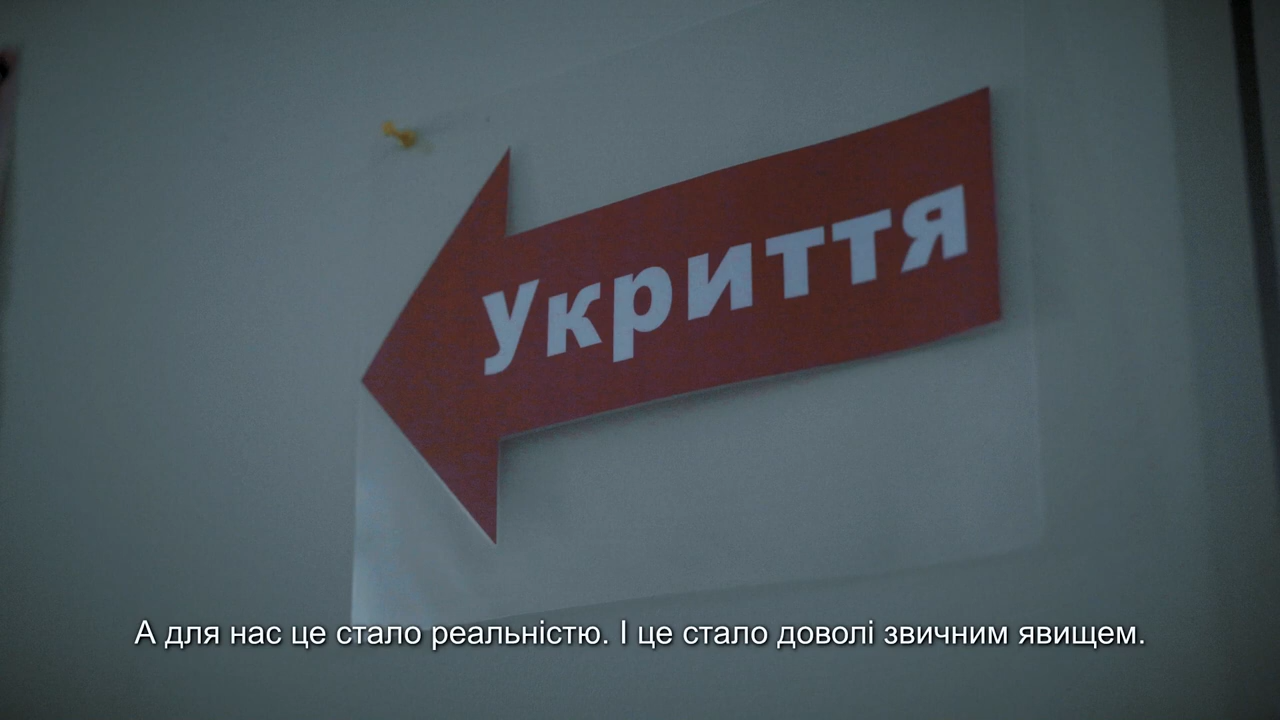 Укриття
А для нас це стало реальністю. І це стало доволі звичним явищем.